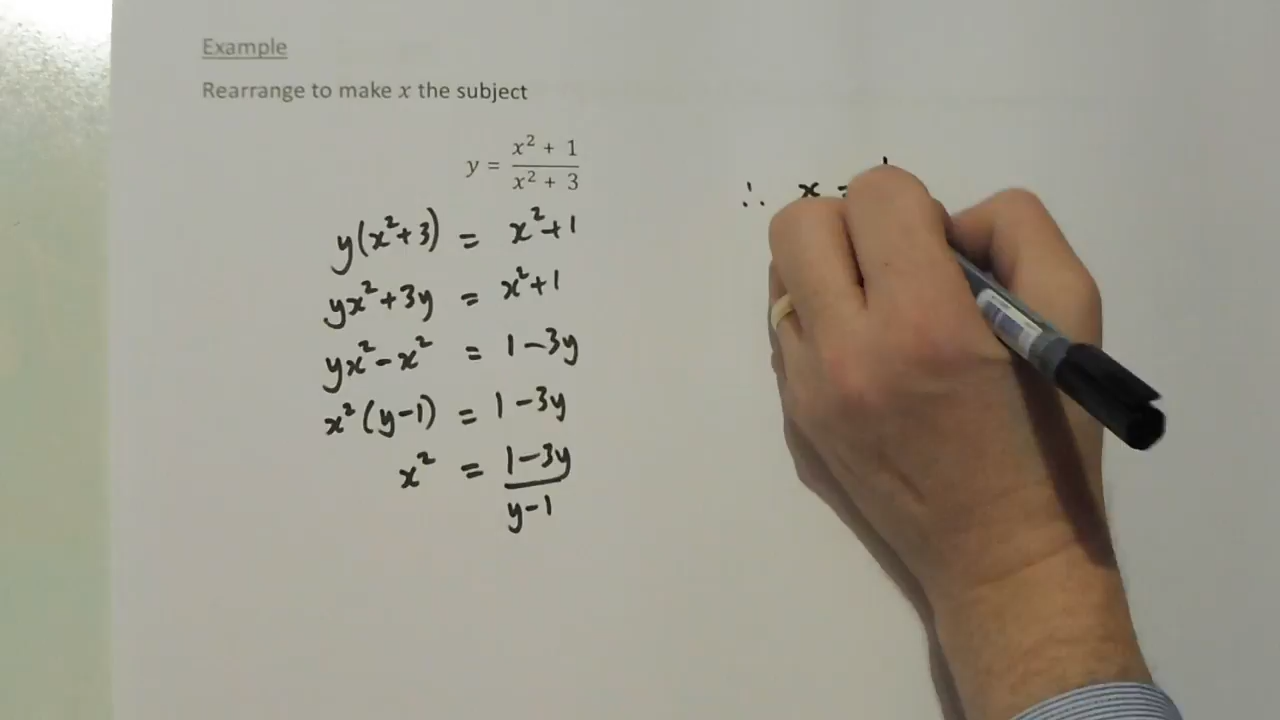 Example
Rearrange to make x the subject
y = (x² + 1)/(x² + 3)
y(x²+3) = x²+1
yx²+3y = x²+1
yx²-x² = 1-3y
x²(y-1) = 1-3y
x² = (1-3y)/(y-1)
∴ x =